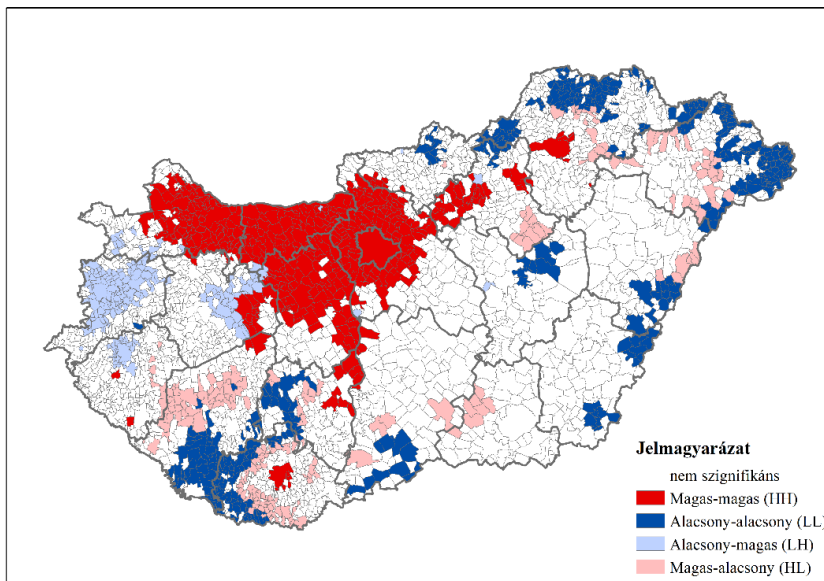 Jelmagyarázat
nem szignifikáns
Magas-magas (HH)
Alacsony-alacsony (LL)
Alacsony-magas (LH)
Magas-alacsony (HL)